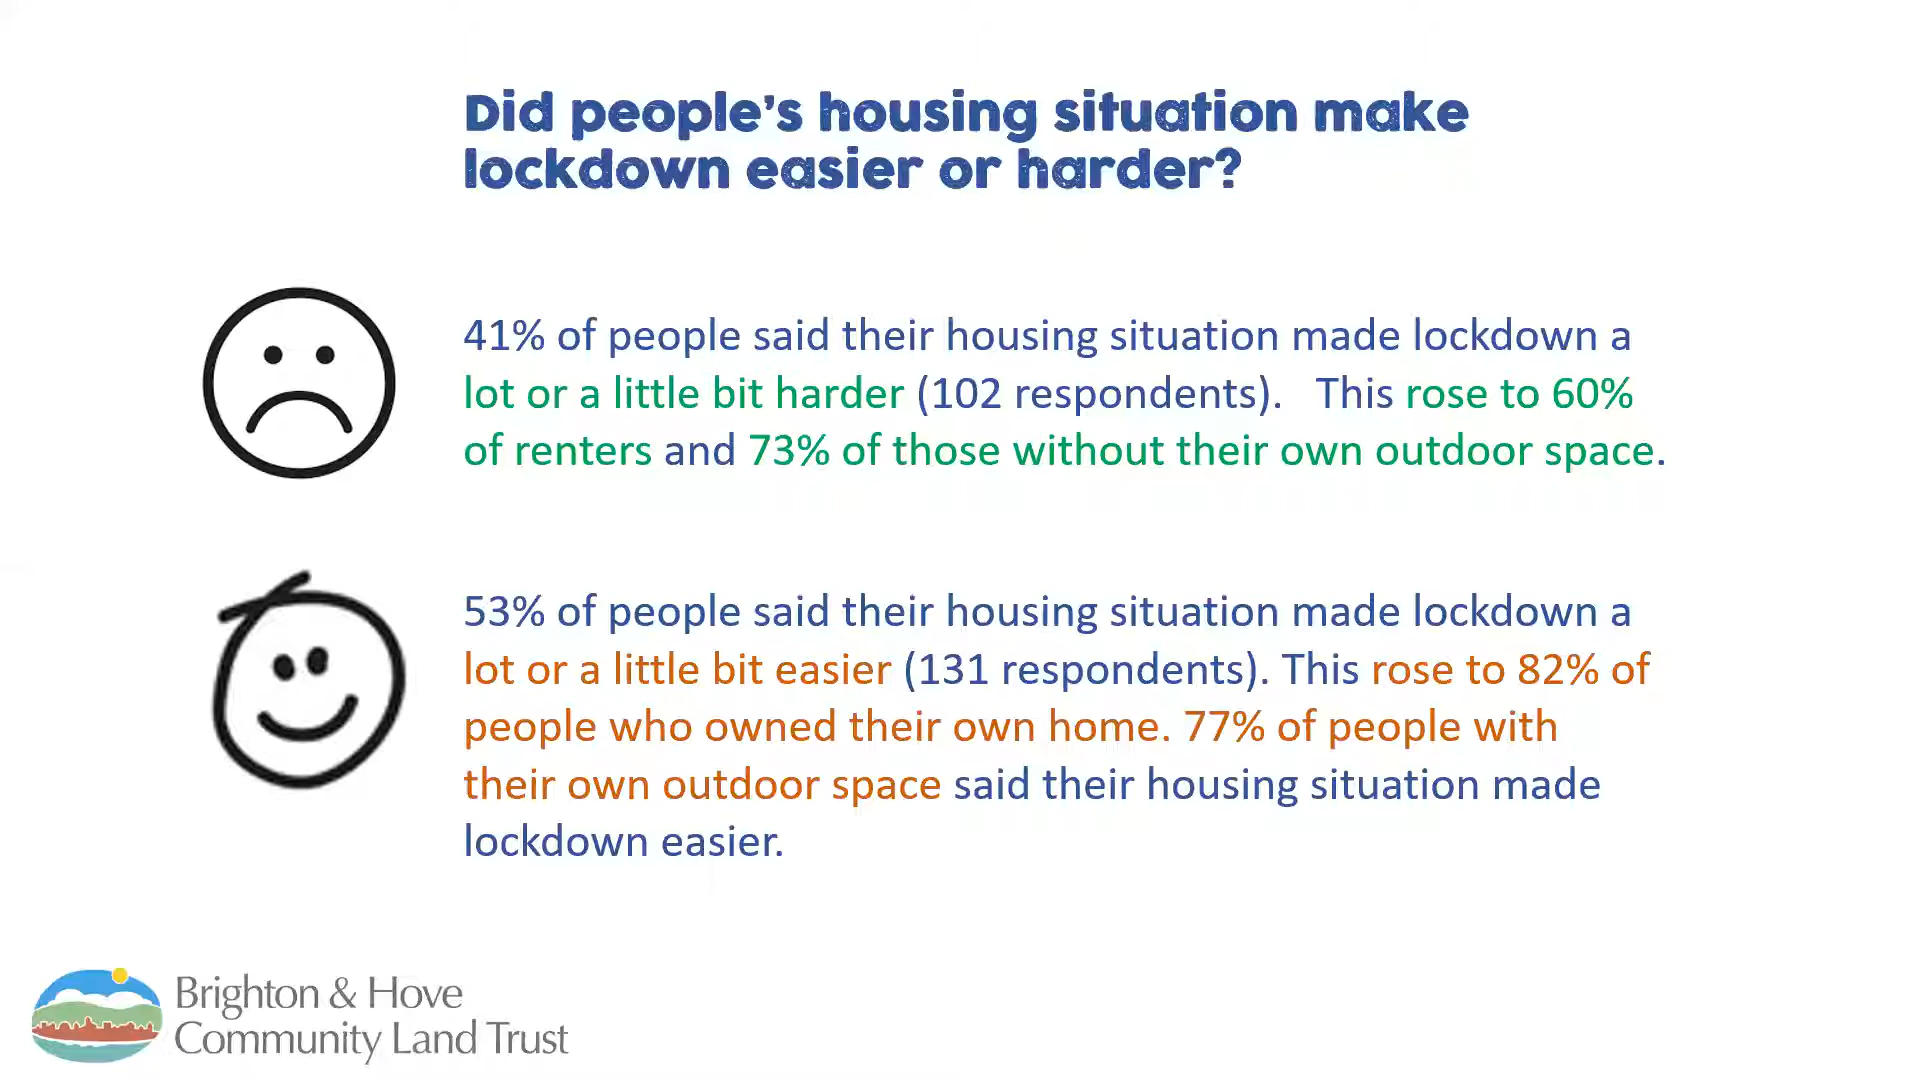 Did people's housing situation make
lockdown easier or harder?
41% of people said their housing situation made lockdown a
lot or a little bit harder (102 respondents).   This rose to 60%
of renters and 73% of those without their own outdoor space.
53% of people said their housing situation made lockdown a
lot or a little bit easier (131 respondents). This rose to 82% of
people who owned their own home. 77% of people with
their own outdoor space said their housing situation made
lockdown easier.
Brighton & Hove
Community Land Trust